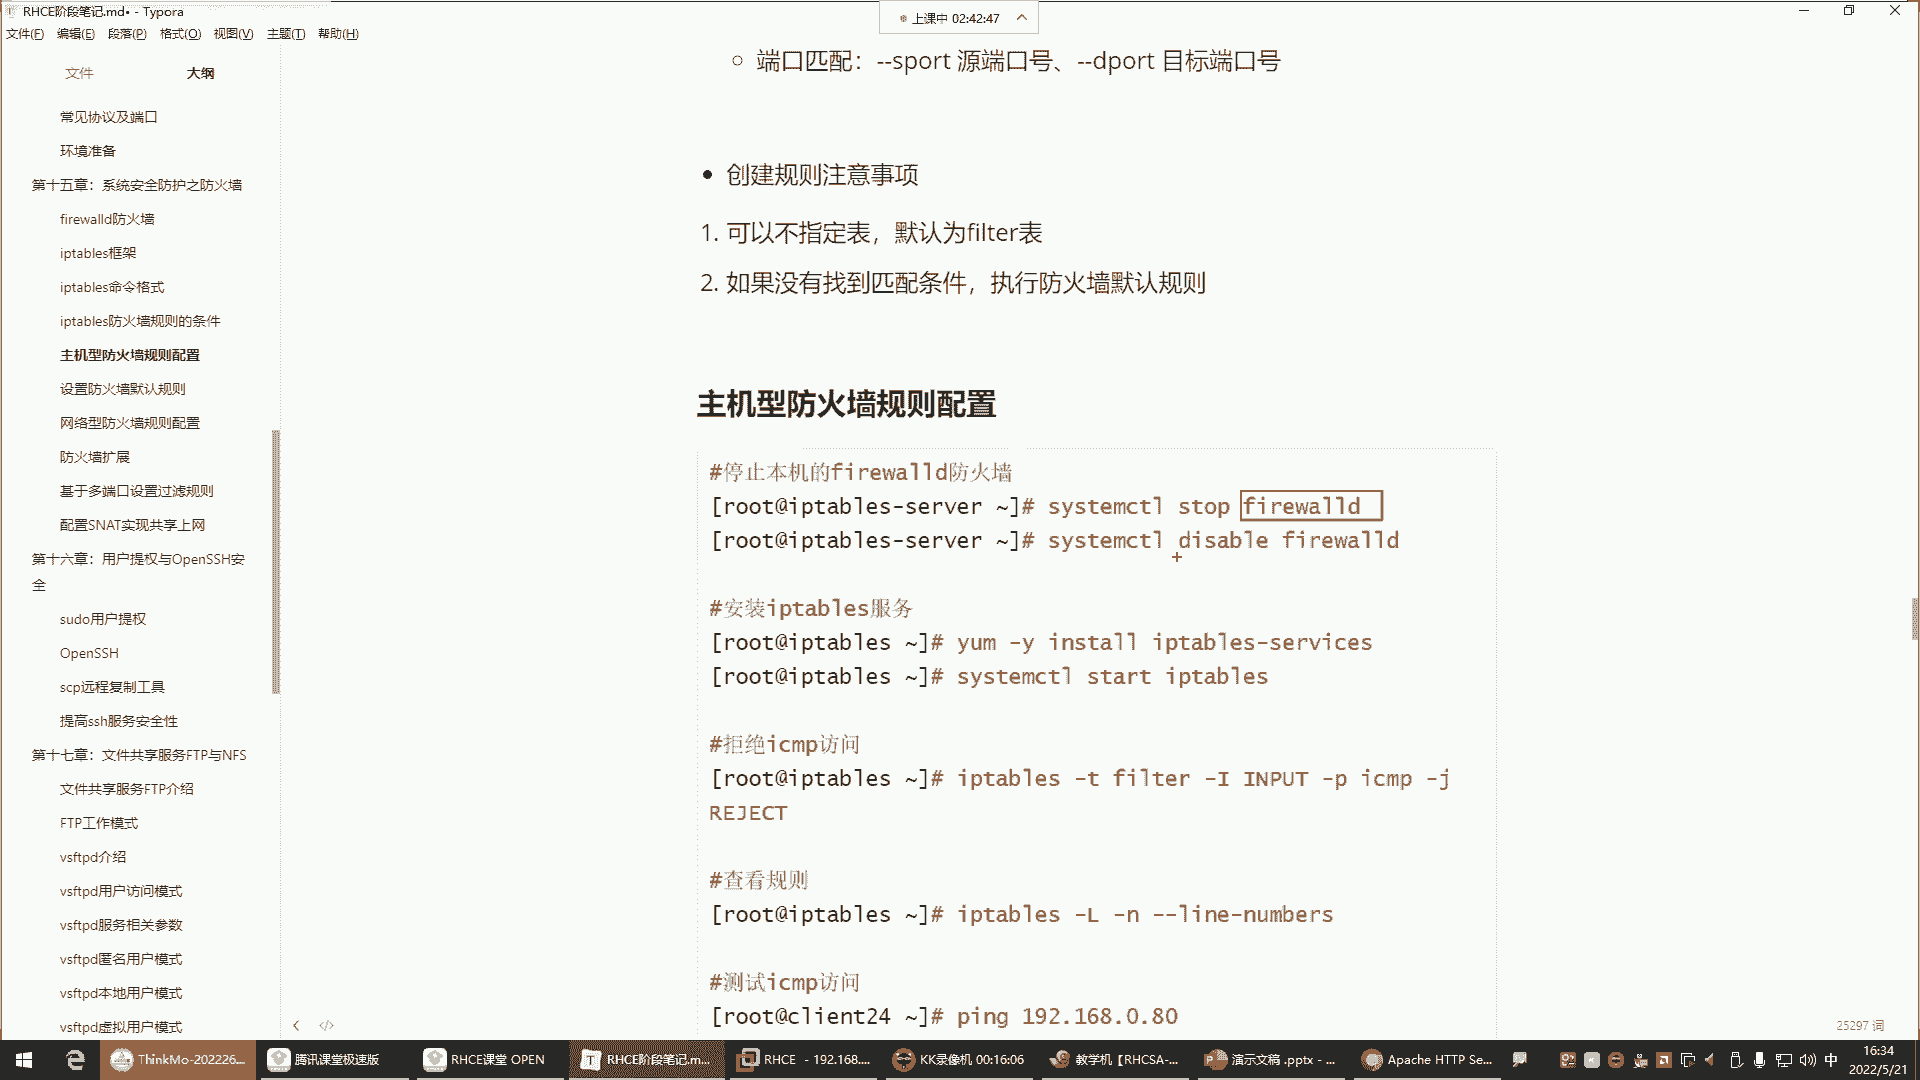 RHCE阶段笔记.md• - Typora
上课中 02:42:47
文件(F) 编辑(E) 段落(P) 格式(O) 视图(V) 主题(T) 帮助(H)
文件 大纲
常见协议及端口
环境准备
第十五章：系统安全防护之防火墙
firewalld防火墙
iptables框架
iptables命令格式
iptables防火墙规则的条件
主机型防火墙规则配置
设置防火墙默认规则
网络型防火墙规则配置
防火墙扩展
基于多端口设置过滤规则
配置SNAT实现共享上网
第十六章：用户提权与OpenSSH安
全
sudo用户提权
OpenSSH
scp远程复制工具
提高ssh服务安全性
第十七章：文件共享服务FTP与NFS
文件共享服务FTP介绍
FTP工作模式
vsftpd介绍
vsftpd用户访问模式
vsftpd服务相关参数
vsftpd匿名用户模式
vsftpd本地用户模式
vsftpd虚拟用户模式
端口匹配：--sport 源端口号、--dport 目标端口号
创建规则注意事项
1. 可以不指定表，默认为filter表
2. 如果没有找到匹配条件，执行防火墙默认规则
主机型防火墙规则配置
#停止本机的firewalld防火墙
[root@iptables-server ~]# systemctl stop firewalld
[root@iptables-server ~]# systemctl disable firewalld
#安装iptables服务
[root@iptables ~]# yum -y install iptables-services
[root@iptables ~]# systemctl start iptables
#拒绝icmp访问
[root@iptables ~]# iptables -t filter -I INPUT -p icmp -j
REJECT
#查看规则
[root@iptables ~]# iptables -L -n --line-numbers
#测试icmp访问
[root@client24 ~]# ping 192.168.0.80
25297 词
ThinkMo-202226...
腾讯课堂极速版
RHCE课堂 OPEN
RHCE阶段笔记.m...
RHCE - 192.168....
KK录像机 00:16:06
教学机【RHCSA-...
演示文稿 .pptx - ...
Apache HTTP Se...
中
16:34
2022/5/21